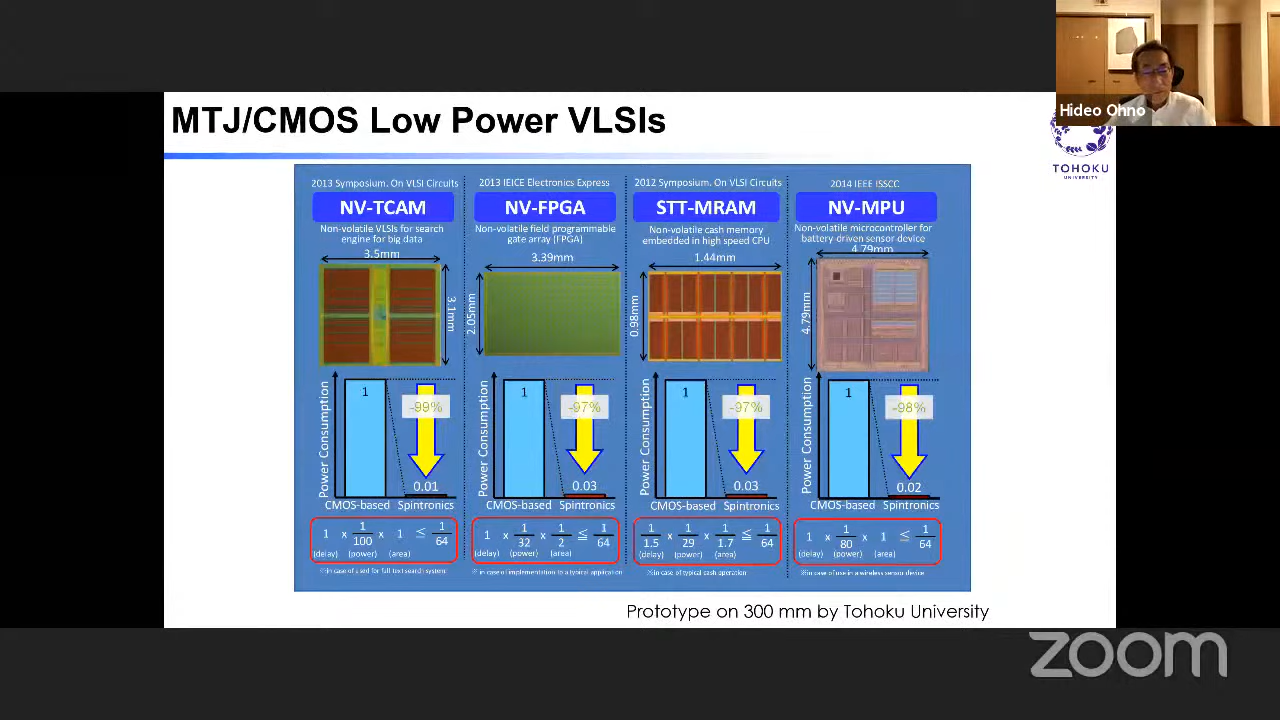 Hideo Ohno
MTJ/CMOS Low Power VLSIs
TOHOKU
UNIVERSITY
2013 Symposium. On VLSI Circuits
NV-TCAM
Non-volatile VLSIs for search
engine for big data
3.5mm
3.1mm
Power Consumption
1
-99%
0.01
CMOS-based Spintronics
1 x 1/100 x 1 ≦ 1/64
(delay) (power) (area)
※in case of used for full text search system
2013 IEICE Electronics Express
NV-FPGA
Non-volatile field programmable
gate array (FPGA)
3.39mm
2.05mm
Power Consumption
1
-97%
0.03
CMOS-based Spintronics
1 x 1/32 x 1/2 ≦ 1/64
(delay) (power) (area)
※ in case of implementation to a typical application
2012 Symposium. On VLSI Circuits
STT-MRAM
Non-volatile cash memory
embedded in high speed CPU
1.44mm
0.98mm
Power Consumption
1
-97%
0.03
CMOS-based Spintronics
1/1.5 x 1/29 x 1/1.7 ≦ 1/64
(delay) (power) (area)
※in case of typical cash operation
2014 IEEE ISSCC
NV-MPU
Non-volatile microcontroller for
battery-driven sensor device
4.79mm
4.79mm
Power Consumption
1
-98%
0.02
CMOS-based Spintronics
1 x 1/80 x 1 ≦ 1/64
(delay) (power) (area)
※in case of use in a wireless sensor device
Prototype on 300 mm by Tohoku University
zoom